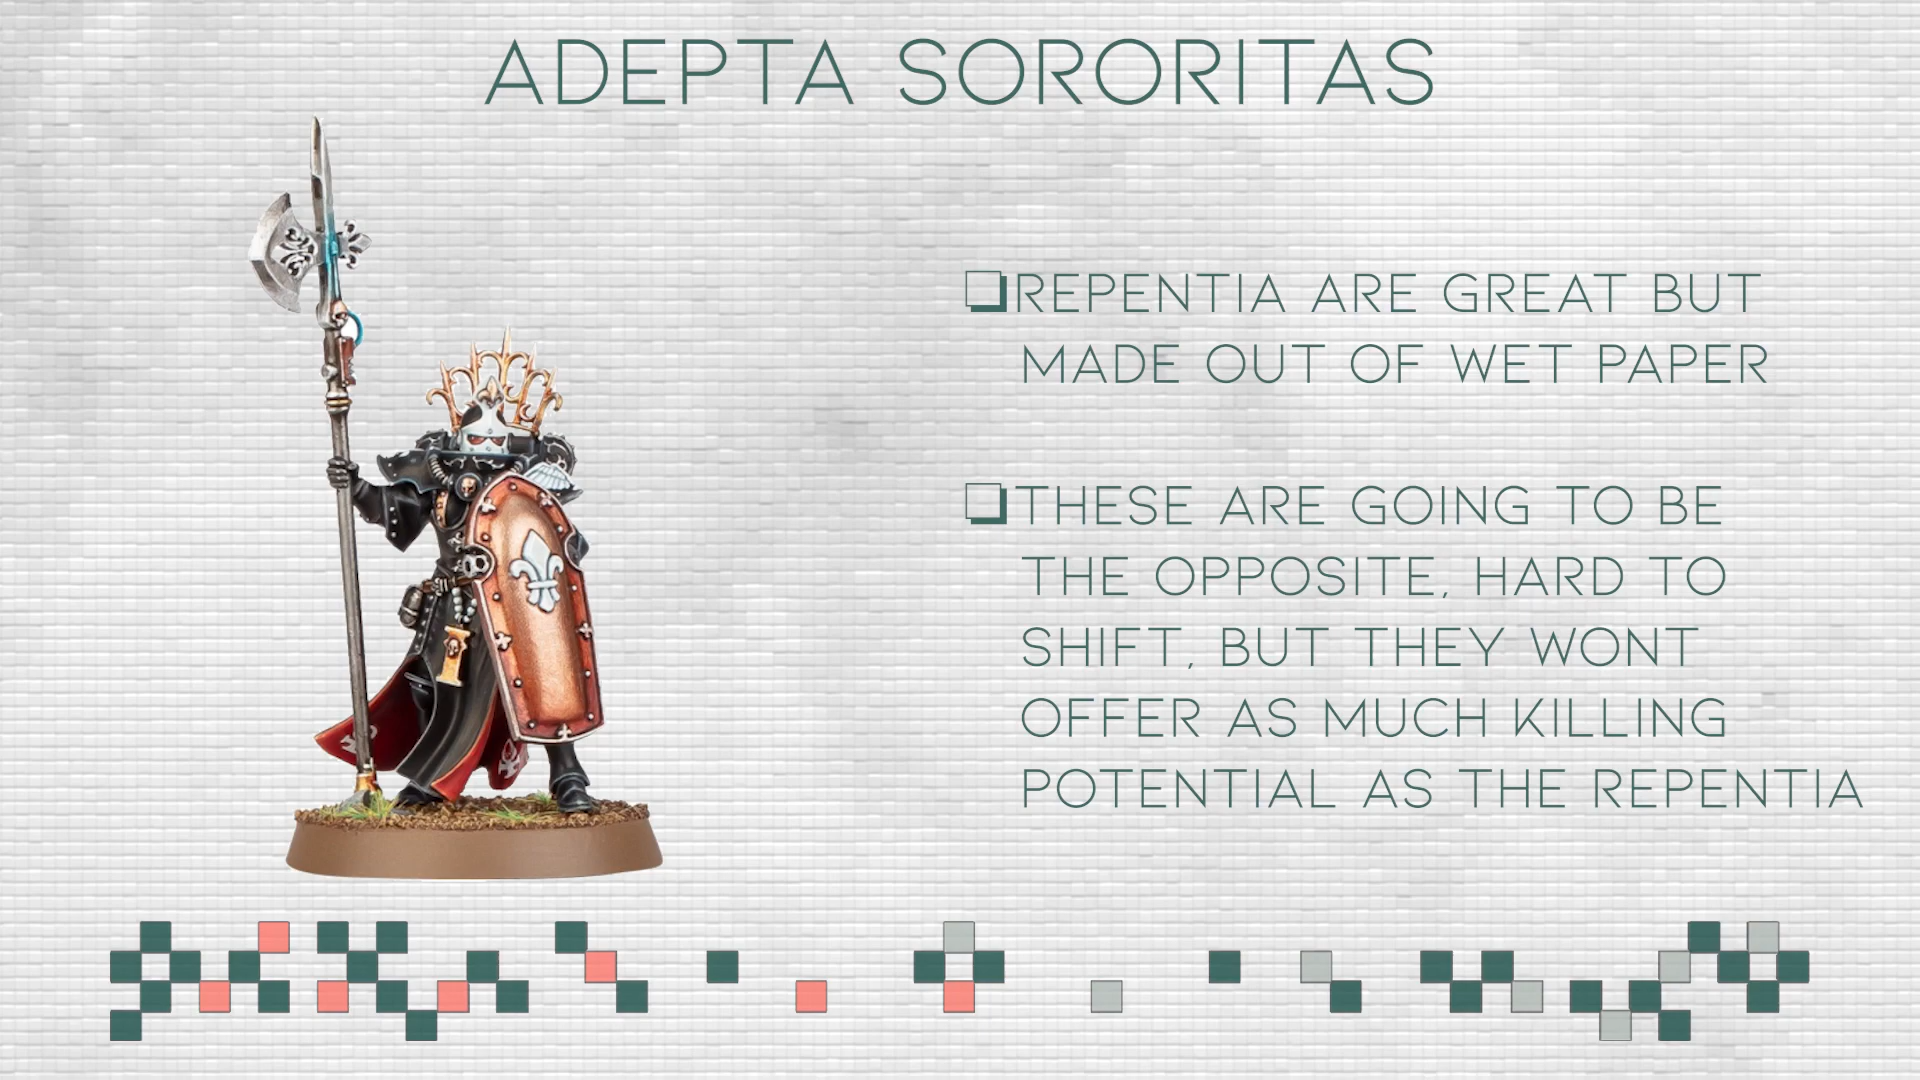 ADEPTA SORORITAS
REPENTIA ARE GREAT BUT
MADE OUT OF WET PAPER
THESE ARE GOING TO BE
THE OPPOSITE, HARD TO
SHIFT, BUT THEY WONT
OFFER AS MUCH KILLING
POTENTIAL AS THE REPENTIA